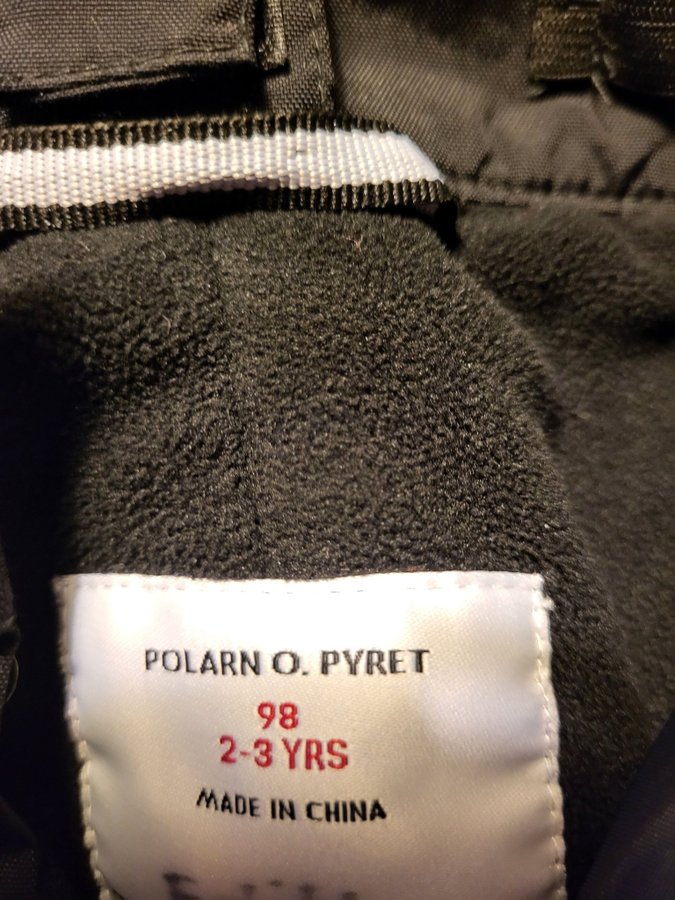 POLARN O. PYRET
98
2-3 YRS
MADE IN CHINA